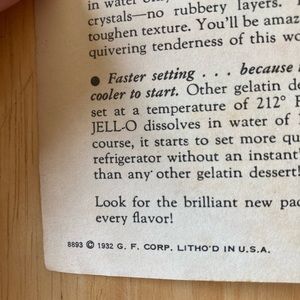 in water only
crystals—no rubbery layers.
toughen texture. You'll be amaz
quivering tenderness of this wo
● Faster setting . . . because
cooler to start. Other gelatin de
set at a temperature of 212° F
JELL-O dissolves in water of
course, it starts to set more qu
refrigerator without an instant'
than any other gelatin dessert!
Look for the brilliant new pac
every flavor!
8893 © 1932 G. F. CORP. LITHO'D IN U.S.A.